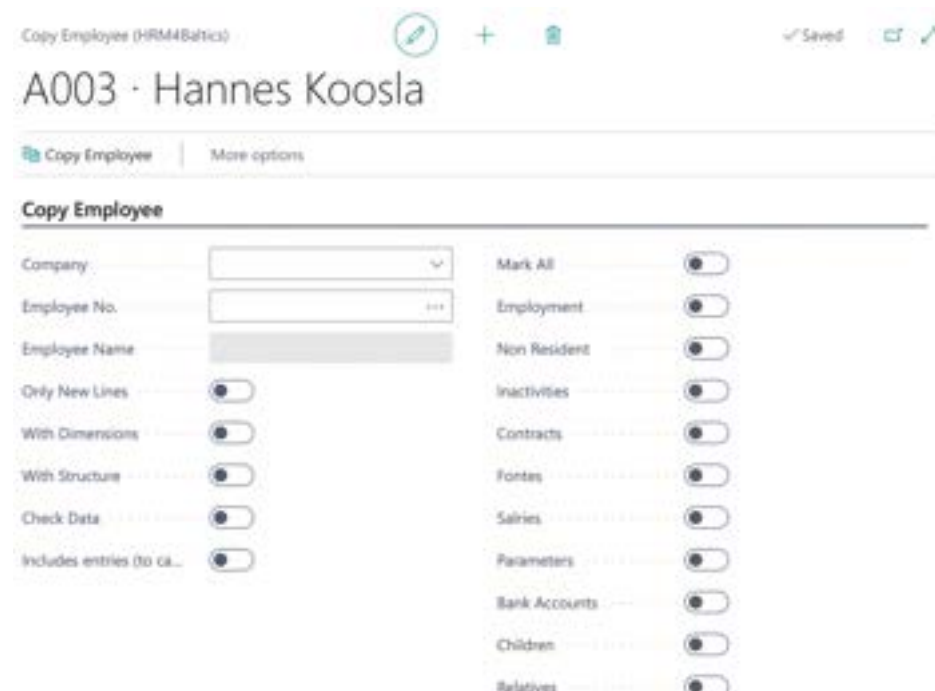 Copy Employee (HRM4Baltics)
Saved
A003 · Hannes Koosla
Copy Employee
More options
Copy Employee
Company
Employee No.
Employee Name
Only New Lines
With Dimensions
With Structure
Check Data
Includes entries (to ca...
Mark All
Employment
Non Resident
Inactivities
Contracts
Fontes
Salries
Parameters
Bank Accounts
Children
Relatives